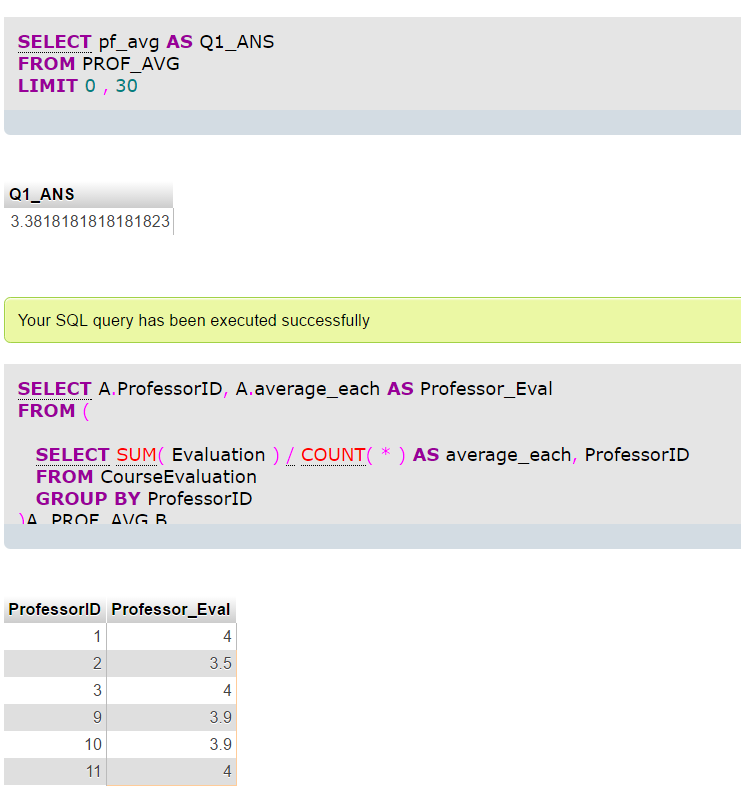 SELECT pf_avg AS Q1_ANS
FROM PROF_AVG
LIMIT 0 , 30
Q1_ANS
3.3818181818181823
Your SQL query has been executed successfully
SELECT A.ProfessorID, A.average_each AS Professor_Eval
FROM (
SELECT SUM( Evaluation ) / COUNT( * ) AS average_each, ProfessorID
FROM CourseEvaluation
GROUP BY ProfessorID
)A, PROF_AVG B
ProfessorID Professor_Eval
1 4
2 3.5
3 4
9 3.9
10 3.9
11 4